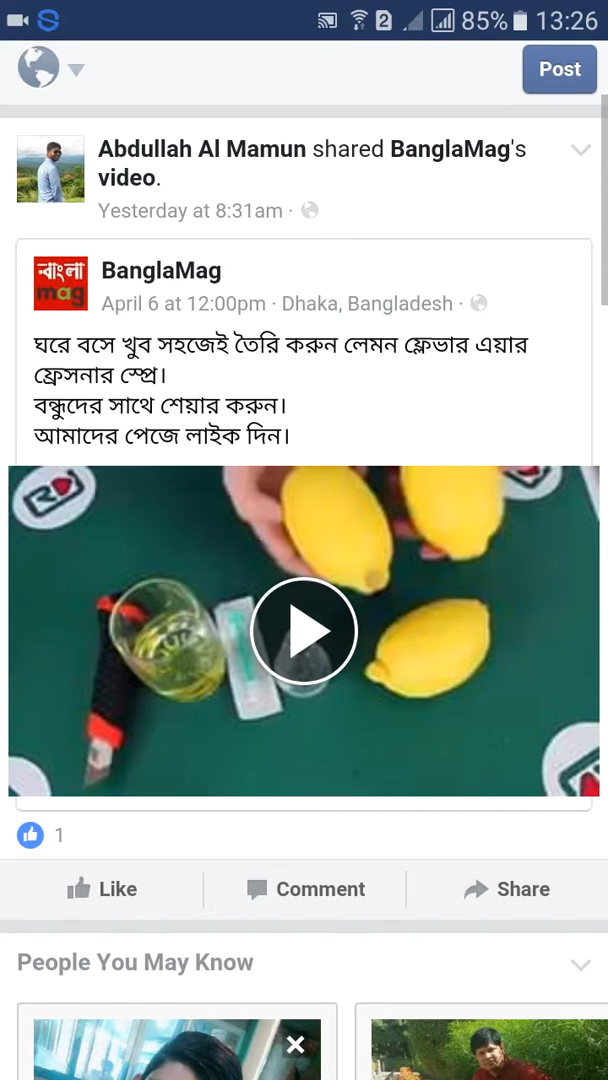 2 85% 13:26
Post
Abdullah Al Mamun shared BanglaMag's
video.
Yesterday at 8:31am ·
বাংলা
mag
BanglaMag
April 6 at 12:00pm · Dhaka, Bangladesh ·
ঘরে বসে খুব সহজেই তৈরি করুন লেমন ফ্লেভার এয়ার
ফ্রেসনার স্প্রে।
বন্ধুদের সাথে শেয়ার করুন।
আমাদের পেজে লাইক দিন।
1
Like Comment Share
People You May Know